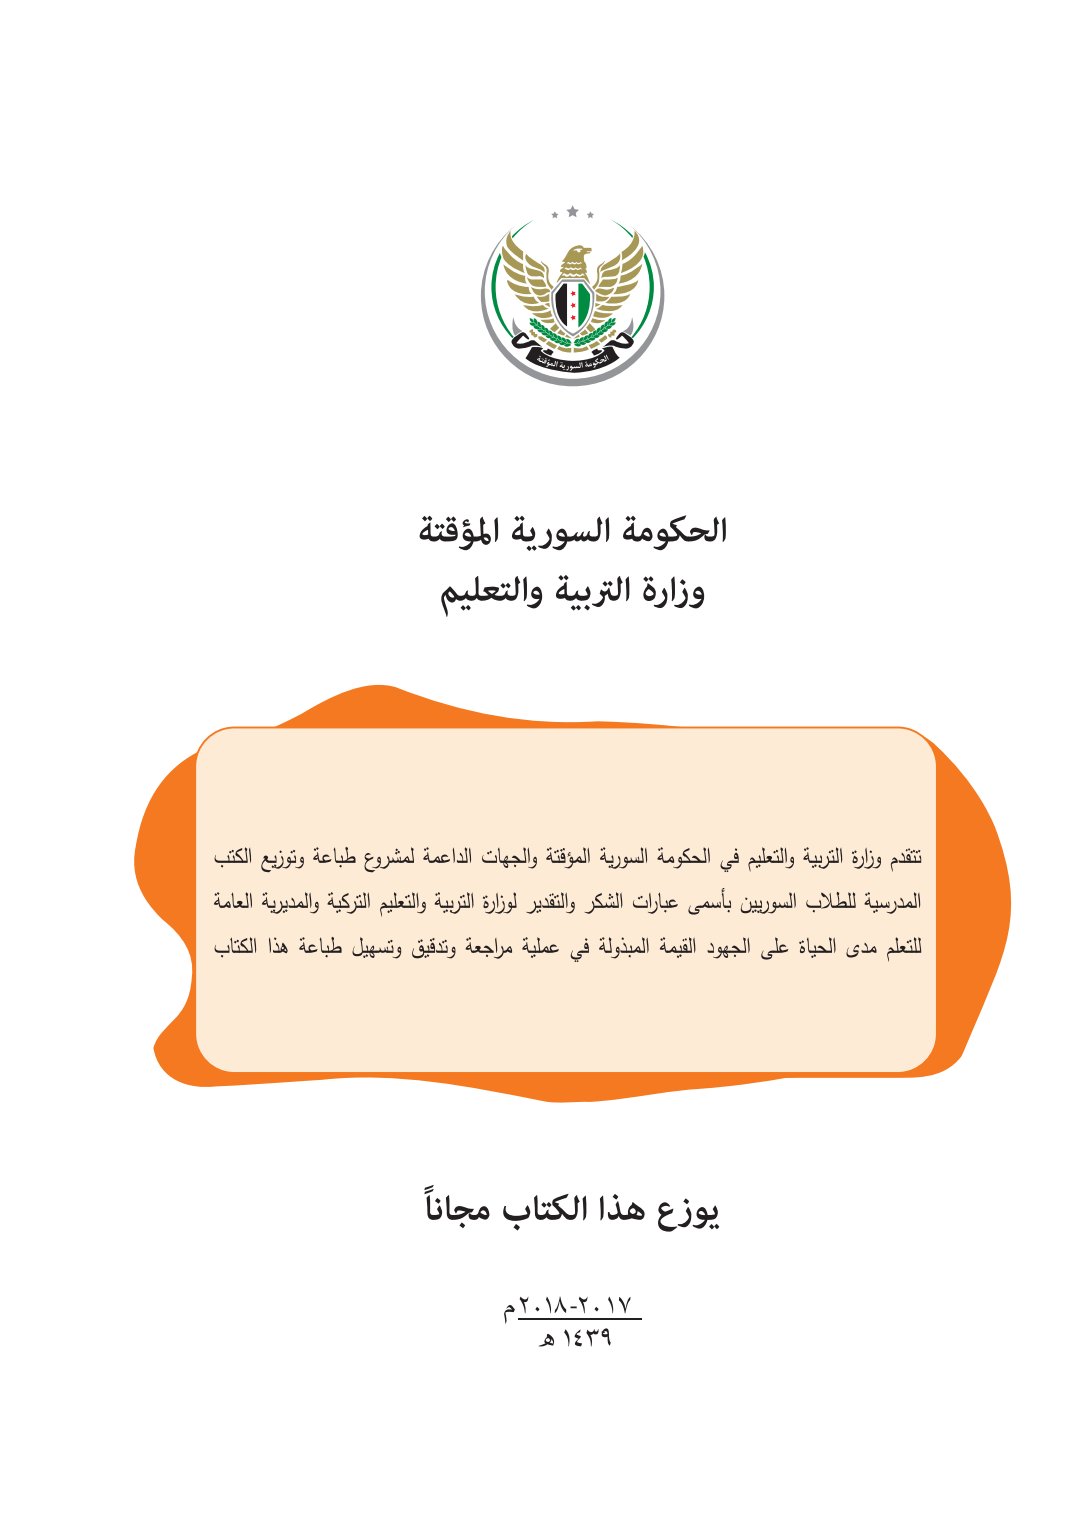 الحكومة السورية المؤقتة
الحكومة السورية المؤقتة
وزارة التربية والتعليم
تتقدم وزارة التربية والتعليم في الحكومة السورية المؤقتة والجهات الداعمة لمشروع طباعة وتوزيع الكتب
المدرسية للطلاب السوريين بأسمى عبارات الشكر والتقدير لوزارة التربية والتعليم التركية والمديرية العامة
للتعلم مدى الحياة على الجهود القيمة المبذولة في عملية مراجعة وتدقيق وتسهيل طباعة هذا الكتاب
يوزع هذا الكتاب مجاناً
٢٠١٧-٢٠١٨م
١٤٣٩ هـ